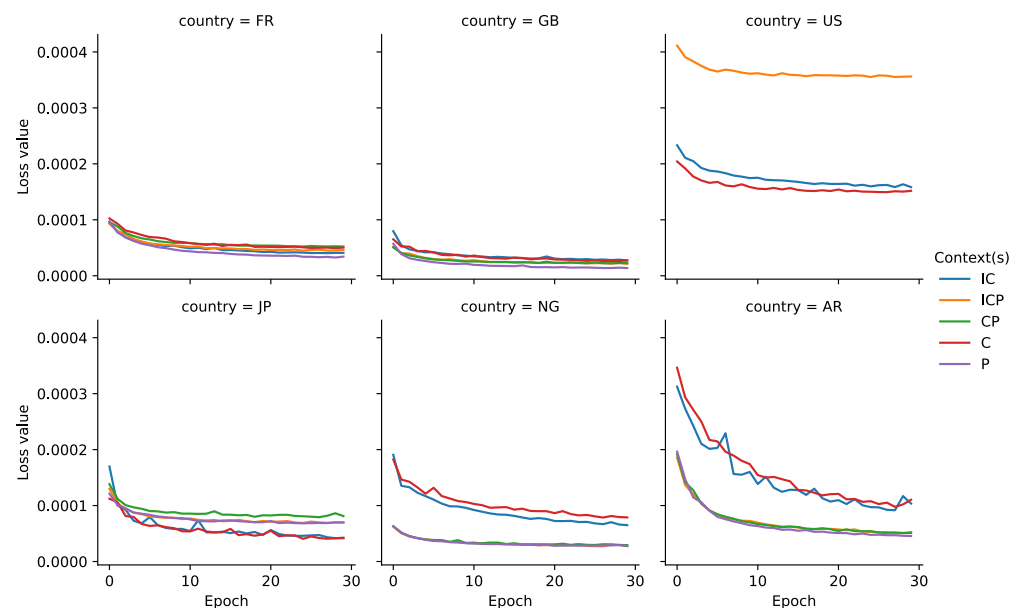 country = FR
country = GB
country = US
0.0004
0.0003
0.0002
0.0001
0.0000
Loss value
country = JP
country = NG
country = AR
0.0004
0.0003
0.0002
0.0001
0.0000
Loss value
0 10 20 30
0 10 20 30
0 10 20 30
Epoch
Epoch
Epoch
Context(s)
IC
ICP
CP
C
P